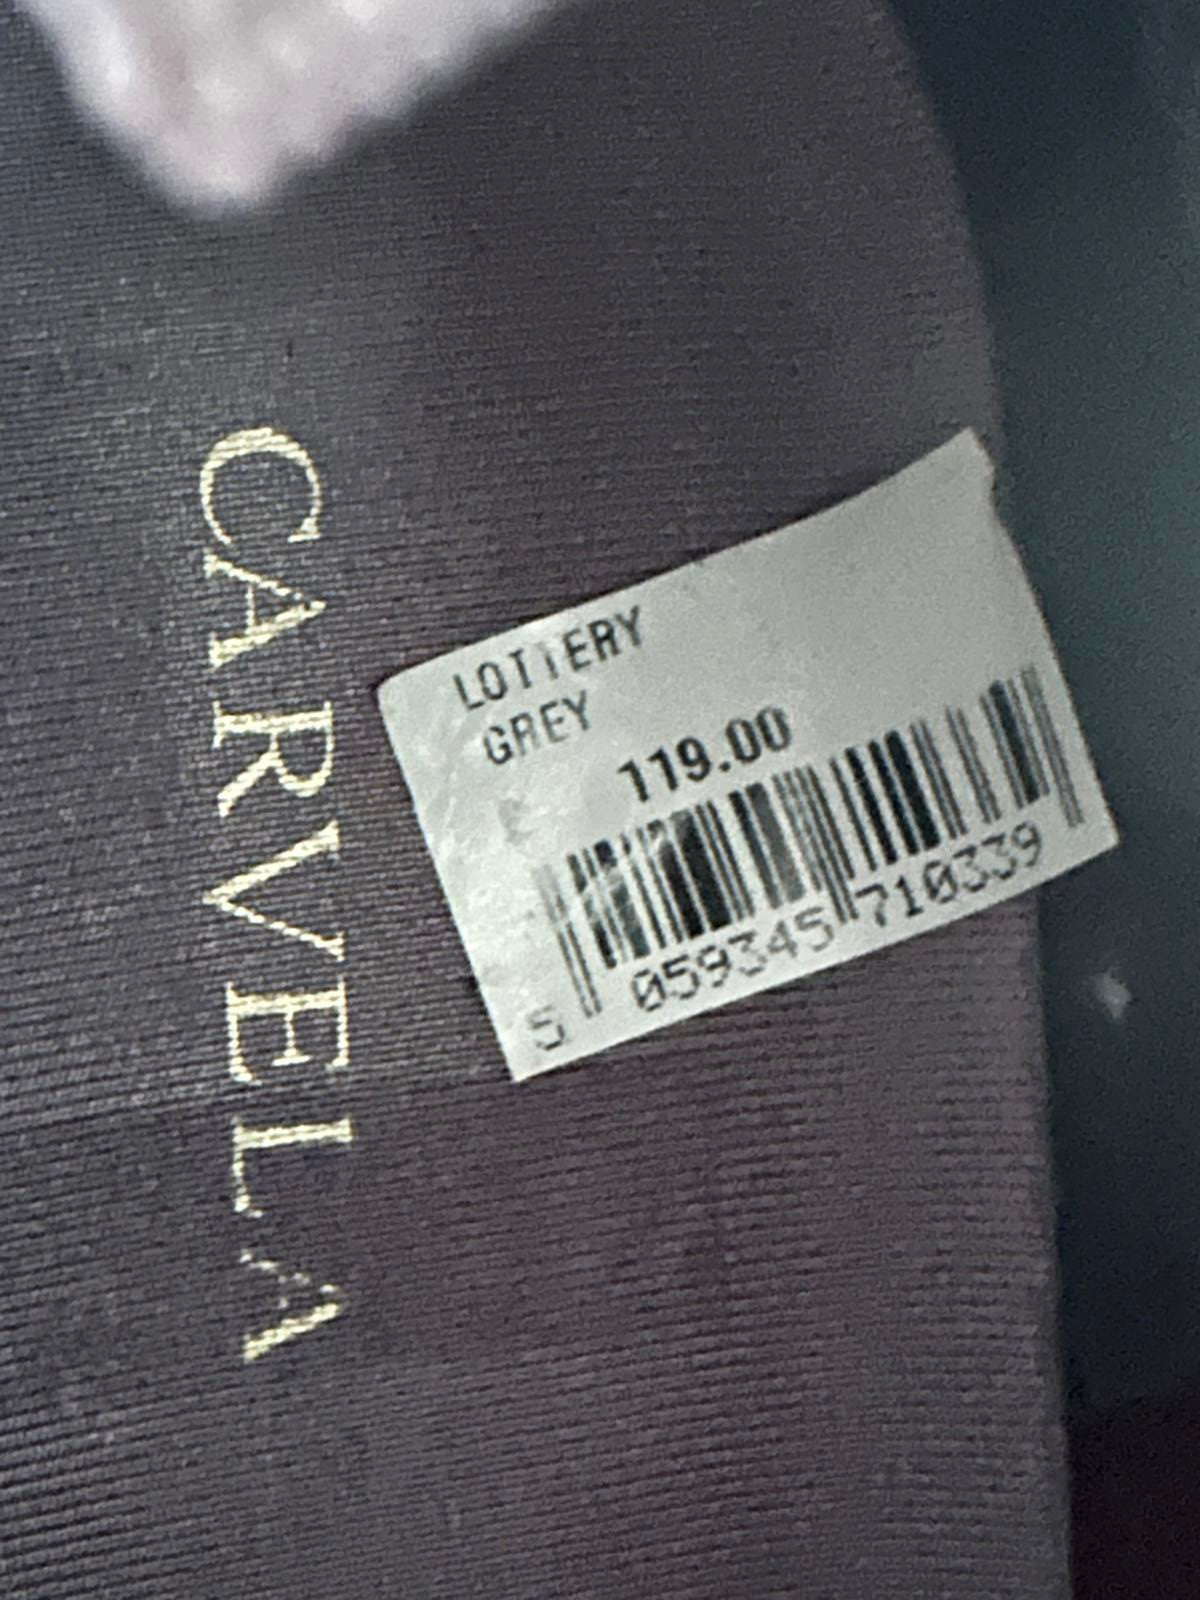 CARVELA
LOTTERY
GREY
119.00
5 059345 710339